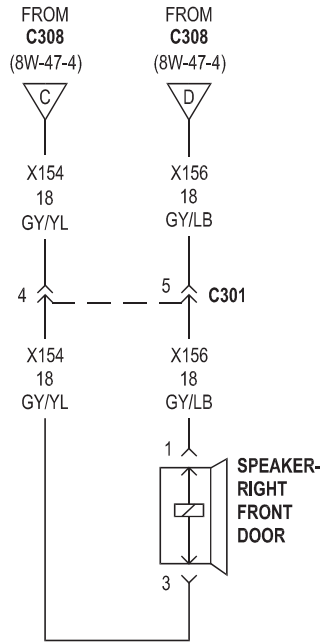 FROM
C308
(8W-47-4)
C
FROM
C308
(8W-47-4)
D
X154
18
GY/YL
X156
18
GY/LB
4
5
C301
X154
18
GY/YL
X156
18
GY/LB
1
SPEAKER-
RIGHT
FRONT
DOOR
3